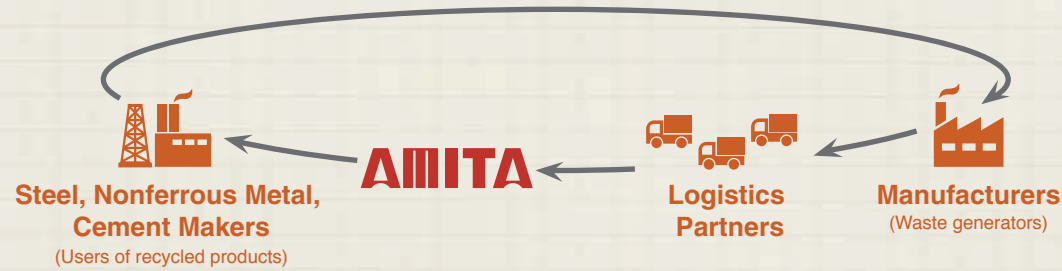 Steel, Nonferrous Metal,
Cement Makers
(Users of recycled products)
AMITA
Logistics
Partners
Manufacturers
(Waste generators)